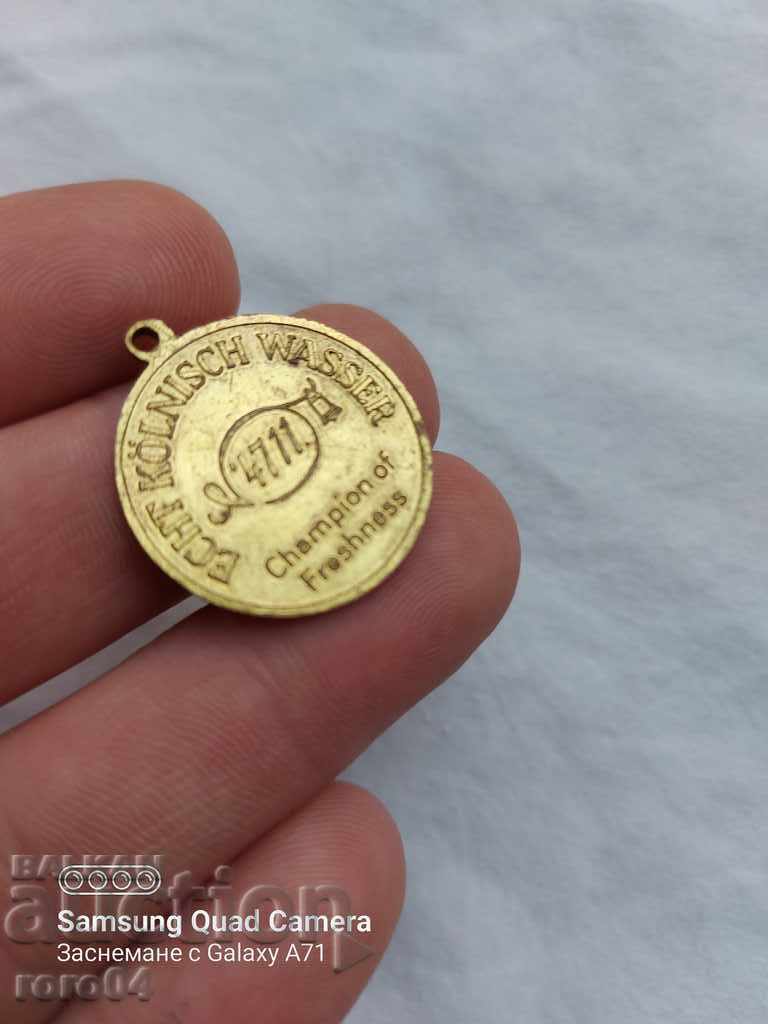 ECHT KÖLNISCH WASSER
4711.
Champion of
Freshness
BALKAN
auction
Samsung Quad Camera
Заснемане с Galaxy A71
roro04